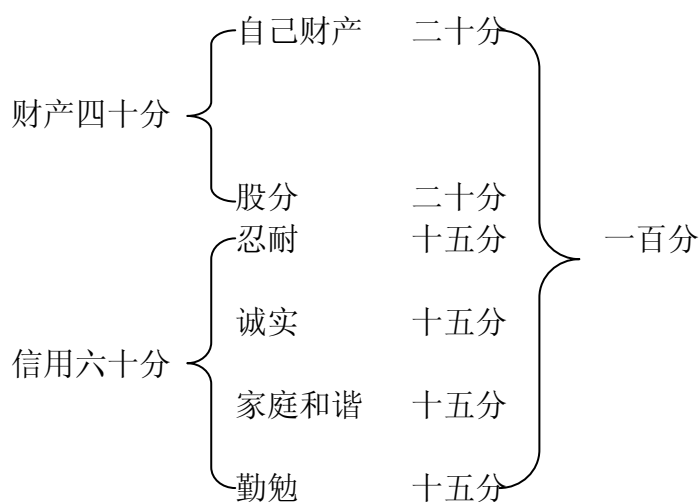 自己财产 二十分
财产四十分
股分 二十分
忍耐 十五分
一百分
诚实 十五分
信用六十分
家庭和谐 十五分
勤勉 十五分